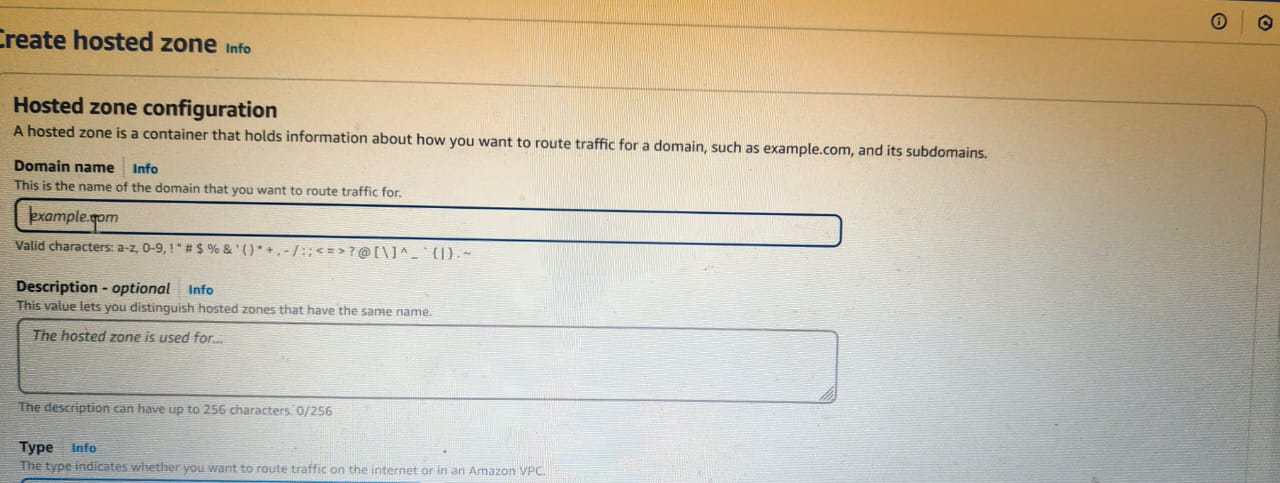 Create hosted zone Info
Hosted zone configuration
A hosted zone is a container that holds information about how you want to route traffic for a domain, such as example.com, and its subdomains.
Domain name Info
This is the name of the domain that you want to route traffic for.
example.com
Valid characters: a-z, 0-9, ! " # $ % & ' ( ) * + , - / : ; < = > ? @ [ \ ] ^ _ ` { | } . ~
Description - optional Info
This value lets you distinguish hosted zones that have the same name.
The hosted zone is used for...
The description can have up to 256 characters. 0/256
Type Info
The type indicates whether you want to route traffic on the internet or in an Amazon VPC.